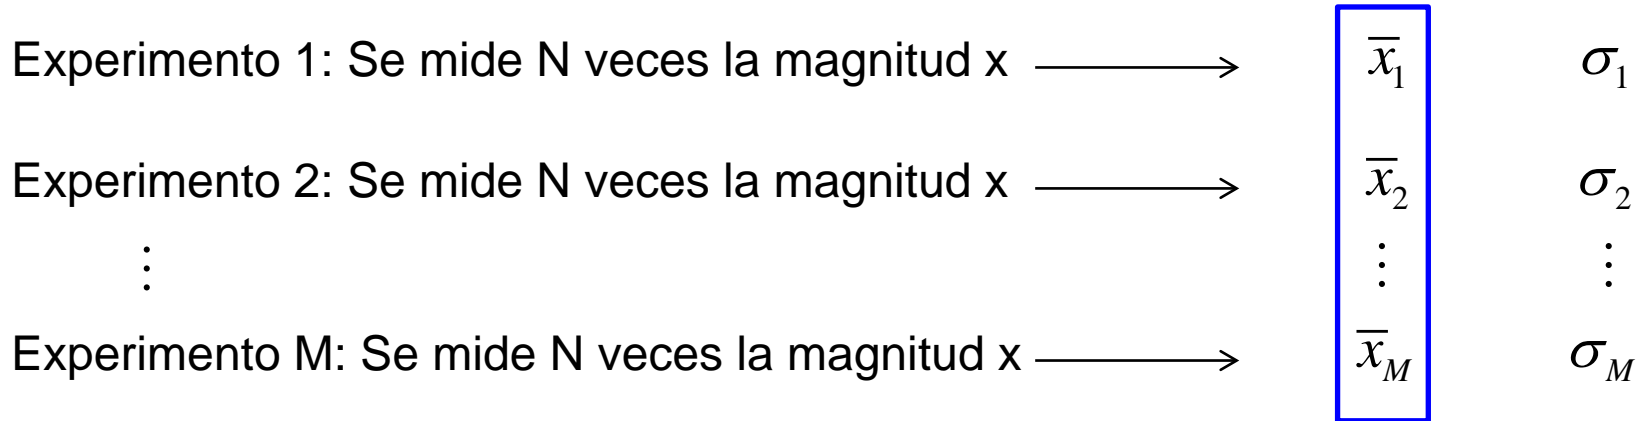 Experimento 1: Se mide N veces la magnitud x ⟶ x̅₁ σ₁
Experimento 2: Se mide N veces la magnitud x ⟶ x̅₂ σ₂
⋮ ⋮ ⋮
Experimento M: Se mide N veces la magnitud x ⟶ x̅_M σ_M